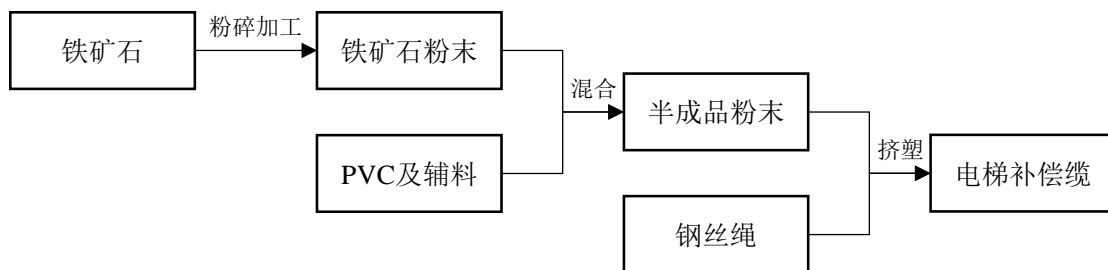 铁矿石
粉碎加工
铁矿石粉末
PVC及辅料
混合
半成品粉末
钢丝绳
挤塑
电梯补偿缆